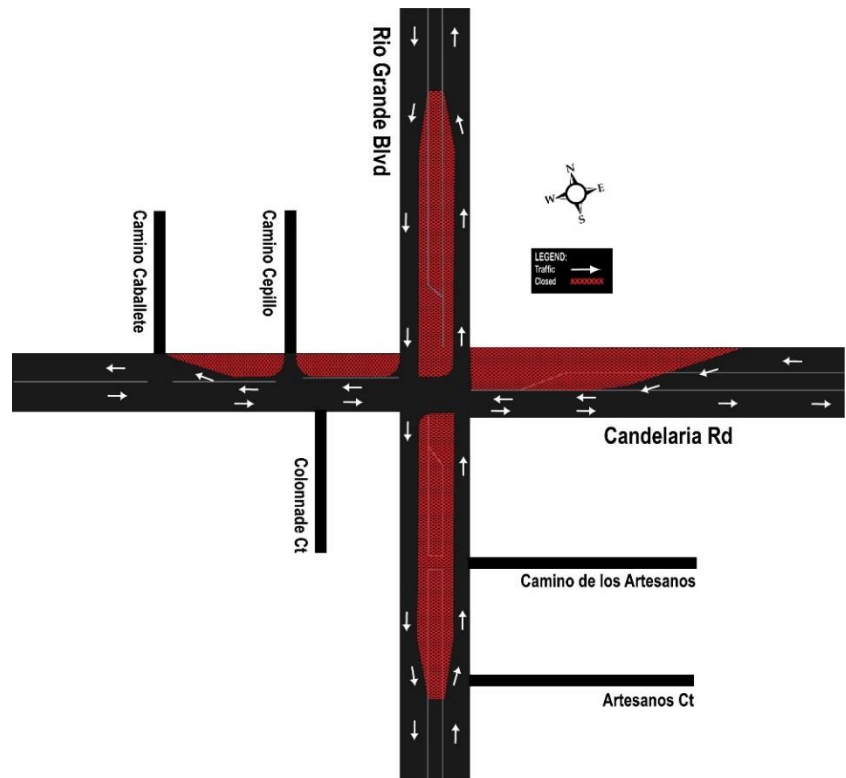 Rio Grande Blvd
N
W E
S
LEGEND:
Traffic
Closed XXXXXXX
Camino Caballete
Camino Cepillo
Candelaria Rd
Colonnade Ct
Camino de los Artesanos
Artesanos Ct